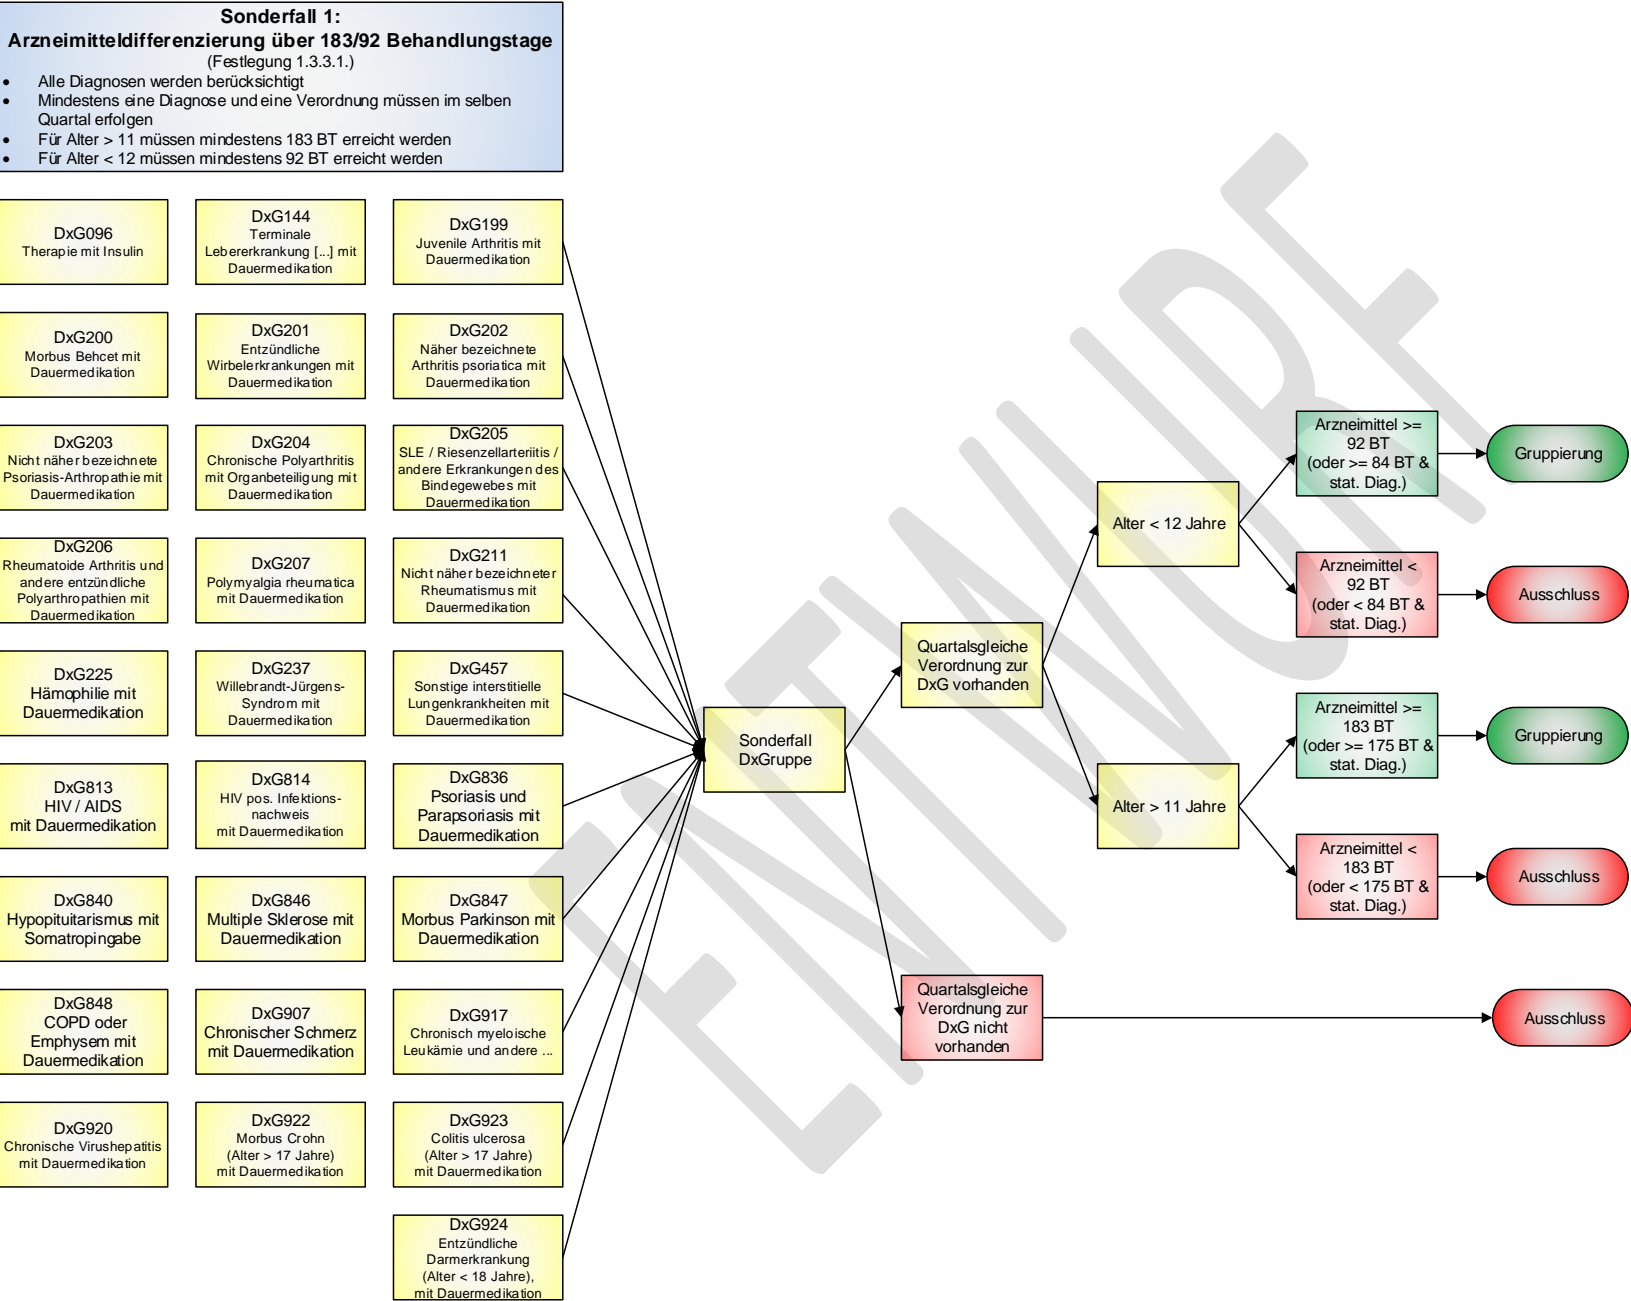 Sonderfall 1:
Arzneimitteldifferenzierung über 183/92 Behandlungstage
(Festlegung 1.3.3.1.)
• Alle Diagnosen werden berücksichtigt
• Mindestens eine Diagnose und eine Verordnung müssen im selben
Quartal erfolgen
• Für Alter > 11 müssen mindestens 183 BT erreicht werden
• Für Alter < 12 müssen mindestens 92 BT erreicht werden
DxG096
Therapie mit Insulin
DxG144
Terminale
Lebererkrankung [...] mit
Dauermedikation
DxG199
Juvenile Arthritis mit
Dauermedikation
DxG200
Morbus Behcet mit
Dauermedikation
DxG201
Entzündliche
Wirbelerkrankungen mit
Dauermedikation
DxG202
Näher bezeichnete
Arthritis psoriatica mit
Dauermedikation
DxG203
Nicht näher bezeichnete
Psoriasis-Arthropathie mit
Dauermedikation
DxG204
Chronische Polyarthritis
mit Organbeteiligung mit
Dauermedikation
DxG205
SLE / Riesenzellarteriitis /
andere Erkrankungen des
Bindegewebes mit
Dauermedikation
DxG206
Rheumatoide Arthritis und
andere entzündliche
Polyarthropathien mit
Dauermedikation
DxG207
Polymyalgia rheumatica
mit Dauermedikation
DxG211
Nicht näher bezeichneter
Rheumatismus mit
Dauermedikation
DxG225
Hämophilie mit
Dauermedikation
DxG237
Willebrandt-Jürgens-
Syndrom mit
Dauermedikation
DxG457
Sonstige interstitielle
Lungenkrankheiten mit
Dauermedikation
DxG813
HIV / AIDS
mit Dauermedikation
DxG814
HIV pos. Infektions-
nachweis
mit Dauermedikation
DxG836
Psoriasis und
Parapsoriasis mit
Dauermedikation
DxG840
Hypopituitarismus mit
Somatropingabe
DxG846
Multiple Sklerose mit
Dauermedikation
DxG847
Morbus Parkinson mit
Dauermedikation
DxG848
COPD oder
Emphysem mit
Dauermedikation
DxG907
Chronischer Schmerz
mit Dauermedikation
DxG917
Chronisch myeloische
Leukämie und andere ...
DxG920
Chronische Virushepatitis
mit Dauermedikation
DxG922
Morbus Crohn
(Alter > 17 Jahre)
mit Dauermedikation
DxG923
Colitis ulcerosa
(Alter > 17 Jahre)
mit Dauermedikation
DxG924
Entzündliche
Darmerkrankung
(Alter < 18 Jahre),
mit Dauermedikation
Sonderfall
DxGruppe
Quartalsgleiche
Verordnung zur
DxG vorhanden
Quartalsgleiche
Verordnung zur
DxG nicht
vorhanden
Alter < 12 Jahre
Alter > 11 Jahre
Arzneimittel >=
92 BT
(oder >= 84 BT &
stat. Diag.)
Gruppierung
Arzneimittel <
92 BT
(oder < 84 BT &
stat. Diag.)
Ausschluss
Arzneimittel >=
183 BT
(oder >= 175 BT &
stat. Diag.)
Gruppierung
Arzneimittel <
183 BT
(oder < 175 BT &
stat. Diag.)
Ausschluss
Ausschluss
ENTWURF